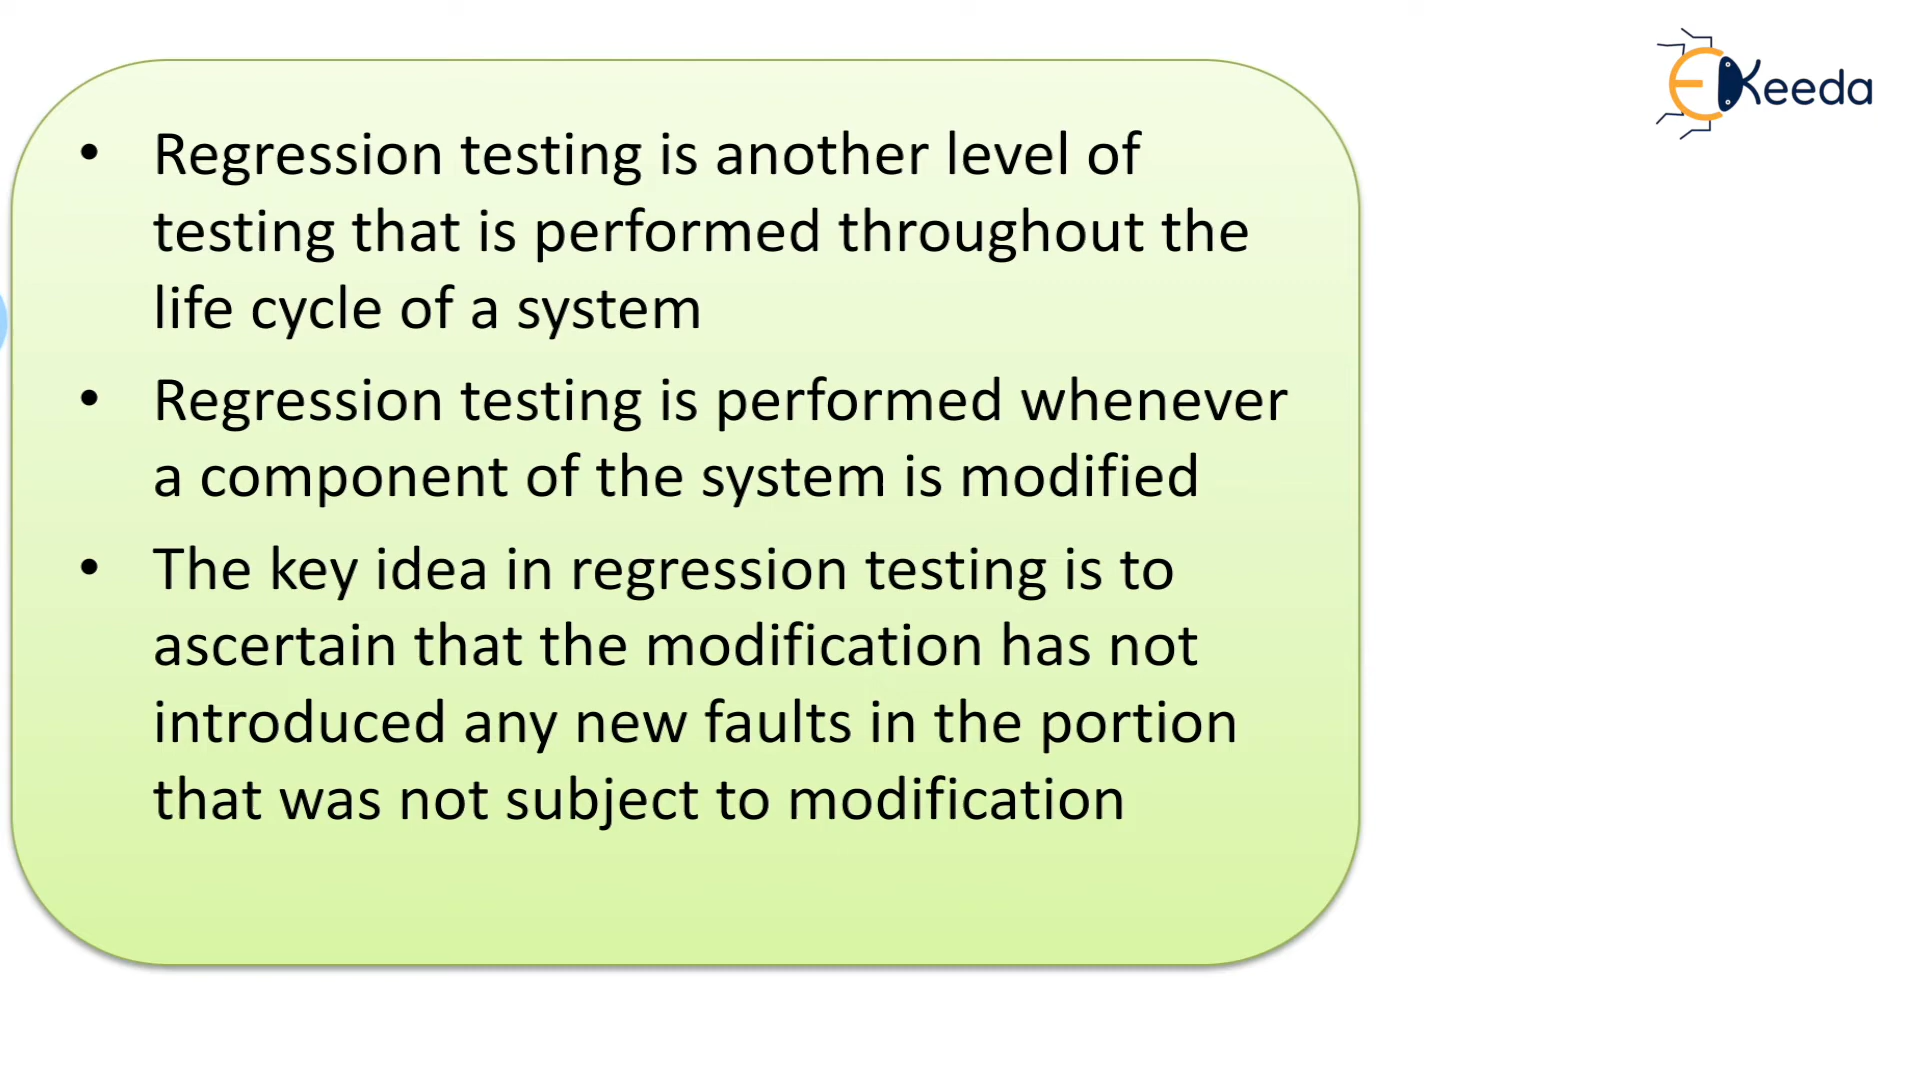 EKeeda
• Regression testing is another level of
testing that is performed throughout the
life cycle of a system
• Regression testing is performed whenever
a component of the system is modified
• The key idea in regression testing is to
ascertain that the modification has not
introduced any new faults in the portion
that was not subject to modification